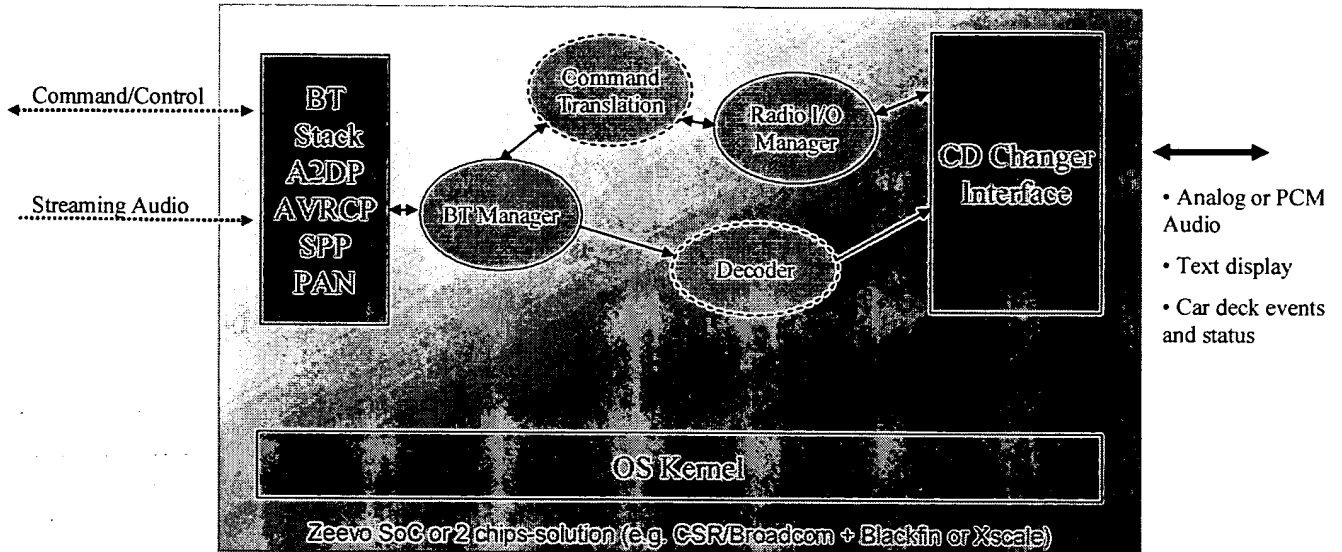 Command/Control
Streaming Audio
BT
Stack
A2DP
AVRCP
SPP
PAN
BT Manager
Command
Translation
Radio I/O
Manager
Decoder
CD Changer
Interface
• Analog or PCM
Audio
• Text display
• Car deck events
and status
OS Kernel
Zeevo SoC or 2 chips-solution (e.g. CSR/Broadcom + Blackfin or Xscale)